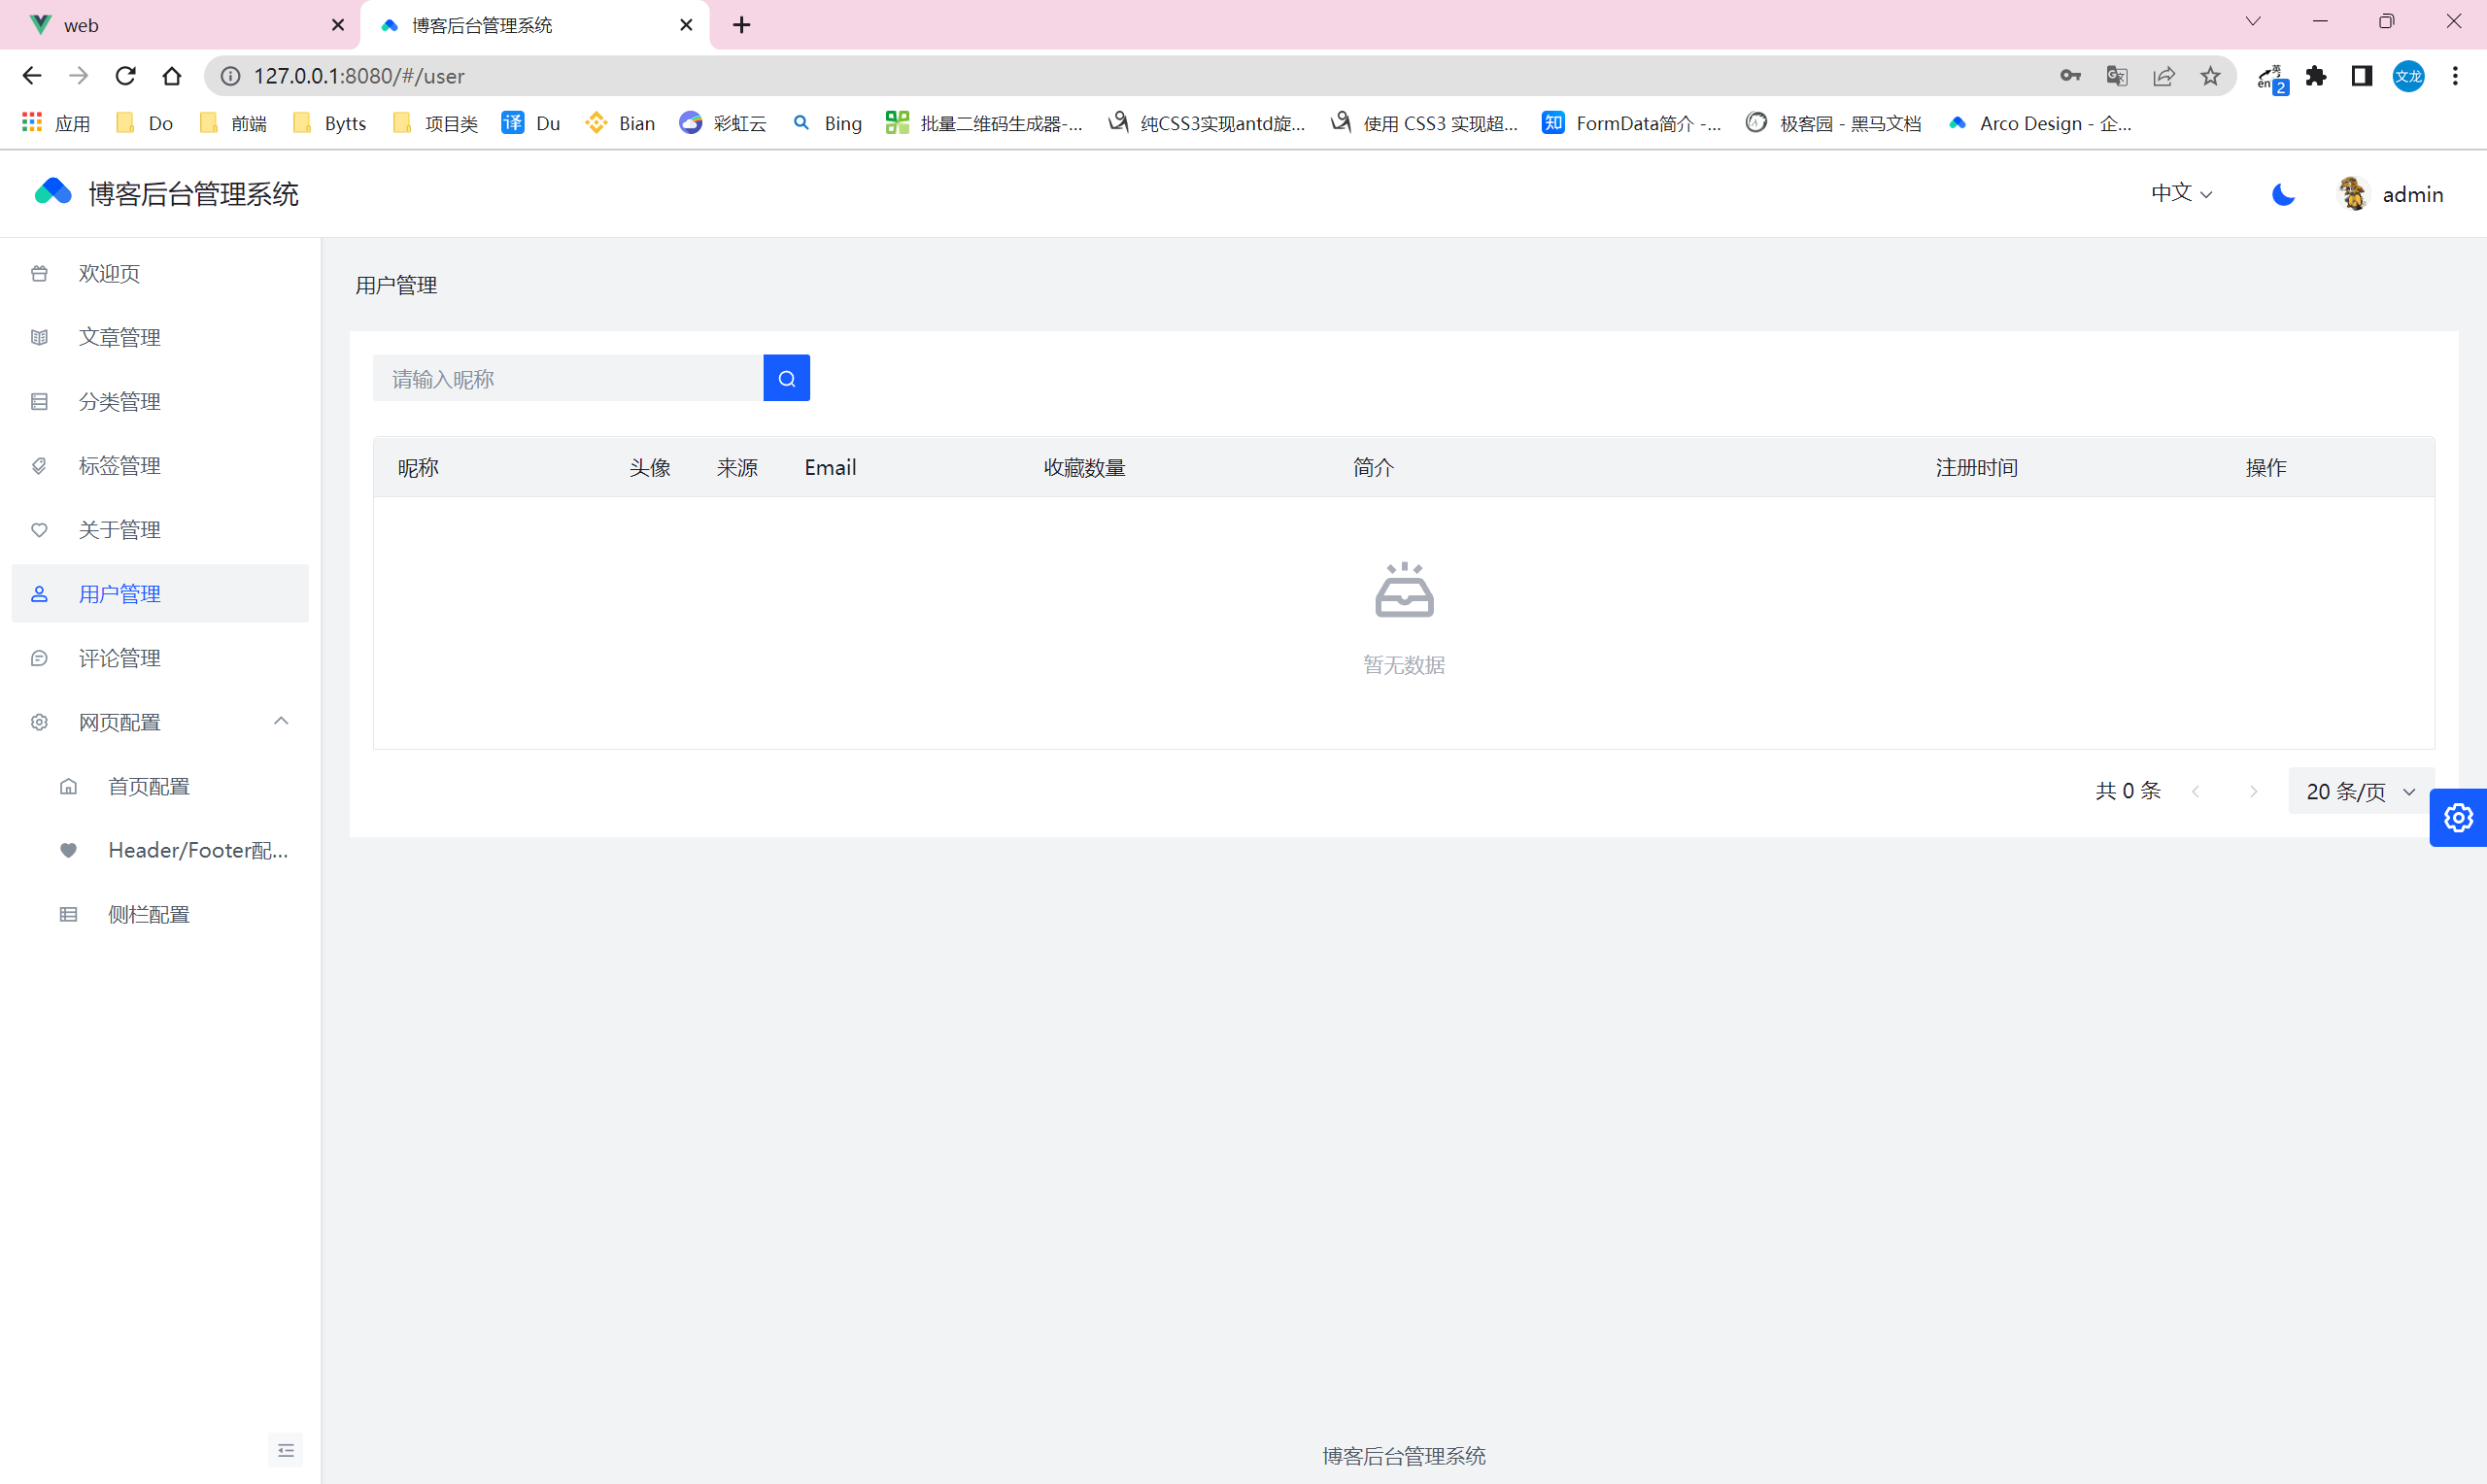 web
博客后台管理系统
127.0.0.1:8080/#/user
英
en
2
文龙
应用
Do
前端
Bytts
项目类
译 Du
Bian
彩虹云
Bing
批量二维码生成器-...
纯CSS3实现antd旋...
使用 CSS3 实现超...
知 FormData简介 -...
极客园 - 黑马文档
Arco Design - 企...
博客后台管理系统
中文
admin
欢迎页
文章管理
分类管理
标签管理
关于管理
用户管理
评论管理
网页配置
首页配置
Header/Footer配...
侧栏配置
用户管理
请输入昵称
昵称 头像 来源 Email 收藏数量 简介 注册时间 操作
暂无数据
共 0 条
20 条/页
博客后台管理系统